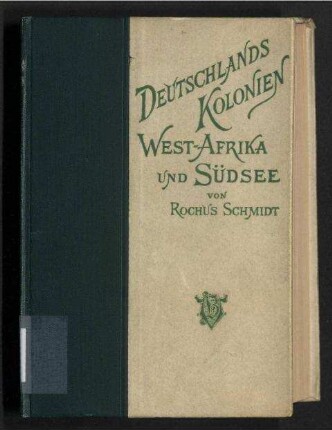 DEUTSCHLANDS
KOLONIEN
WEST-AFRIKA
UND SÜDSEE
VON
ROCHUS SCHMIDT